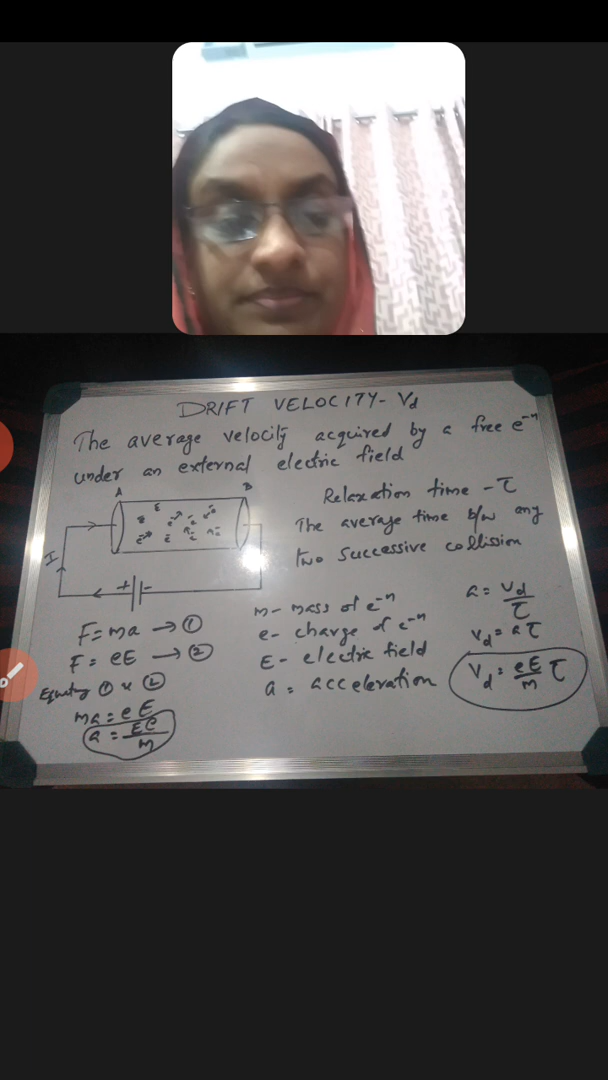 DRIFT VELOCITY - Vd
The average velocity acquired by a free e⁻ⁿ
under an external electric field
A B
Relaxation time - τ
The average time b/w any
two successive collission
I
+ -
F = ma → ①
F = eE → ②
Equating ① & ②
ma = eE
a = Ee/m
m - mass of e⁻ⁿ
e - charge of e⁻ⁿ
E - electric field
a = acceleration
a = Vd/τ
Vd = aτ
Vd = eE/m τ